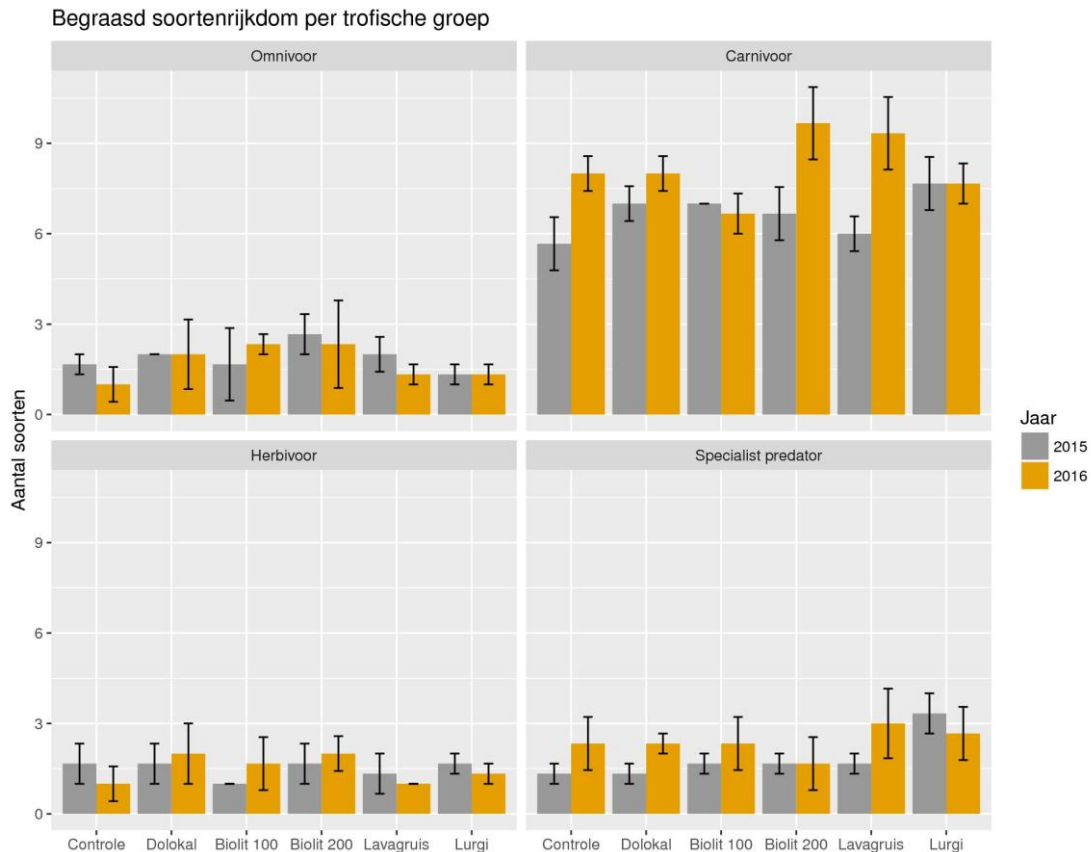 Begraasd soortenrijkdom per trofische groep
Omnivoor
Carnivoor
9
6
3
0
Herbivoor
Specialist predator
9
6
3
0
Aantal soorten
Controle Dolokal Biolit 100 Biolit 200 Lavagruis Lurgi
Controle Dolokal Biolit 100 Biolit 200 Lavagruis Lurgi
Jaar
2015
2016